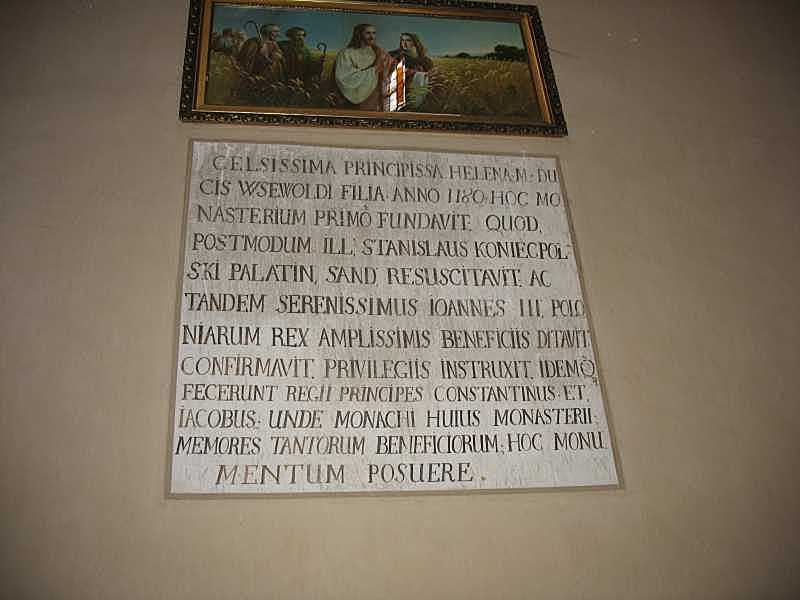 CELSISSIMA PRINCIPISSA HELENA M. DU
CIS WSEWOLDI FILIA ANNO 1180 HOC MO
NASTERIUM PRIMO FUNDAVIT. QUOD,
POSTMODUM ILL, STANISLAUS KONIECPOL-
SKI PALATIN, SAND RESUSCITAVIT. AC
TANDEM SERENISSIMUS IOANNES III, POLO
NIARUM REX AMPLISSIMIS BENEFICIIS DITAVIT
CONFIRMAVIT. PRIVILEGIIS INSTRUXIT. IDEMQ
FECERUNT REGII PRINCIPES CONSTANTINUS ET.
IACOBUS; UNDE MONACHI HUIUS MONASTERII;
MEMORES TANTORUM BENEFICIORUM; HOC MONU
MENTUM POSUERE.